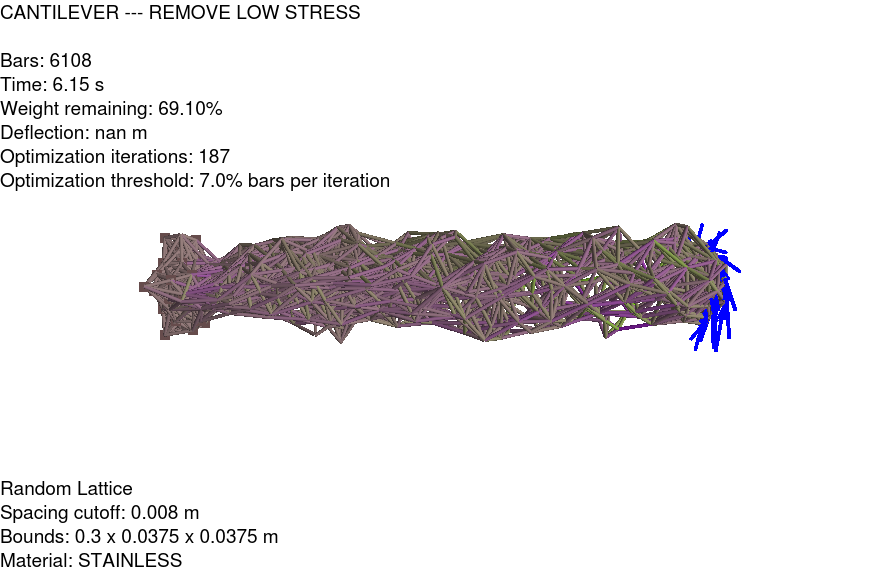 CANTILEVER --- REMOVE LOW STRESS
Bars: 6108
Time: 6.15 s
Weight remaining: 69.10%
Deflection: nan m
Optimization iterations: 187
Optimization threshold: 7.0% bars per iteration
Random Lattice
Spacing cutoff: 0.008 m
Bounds: 0.3 x 0.0375 x 0.0375 m
Material: STAINLESS